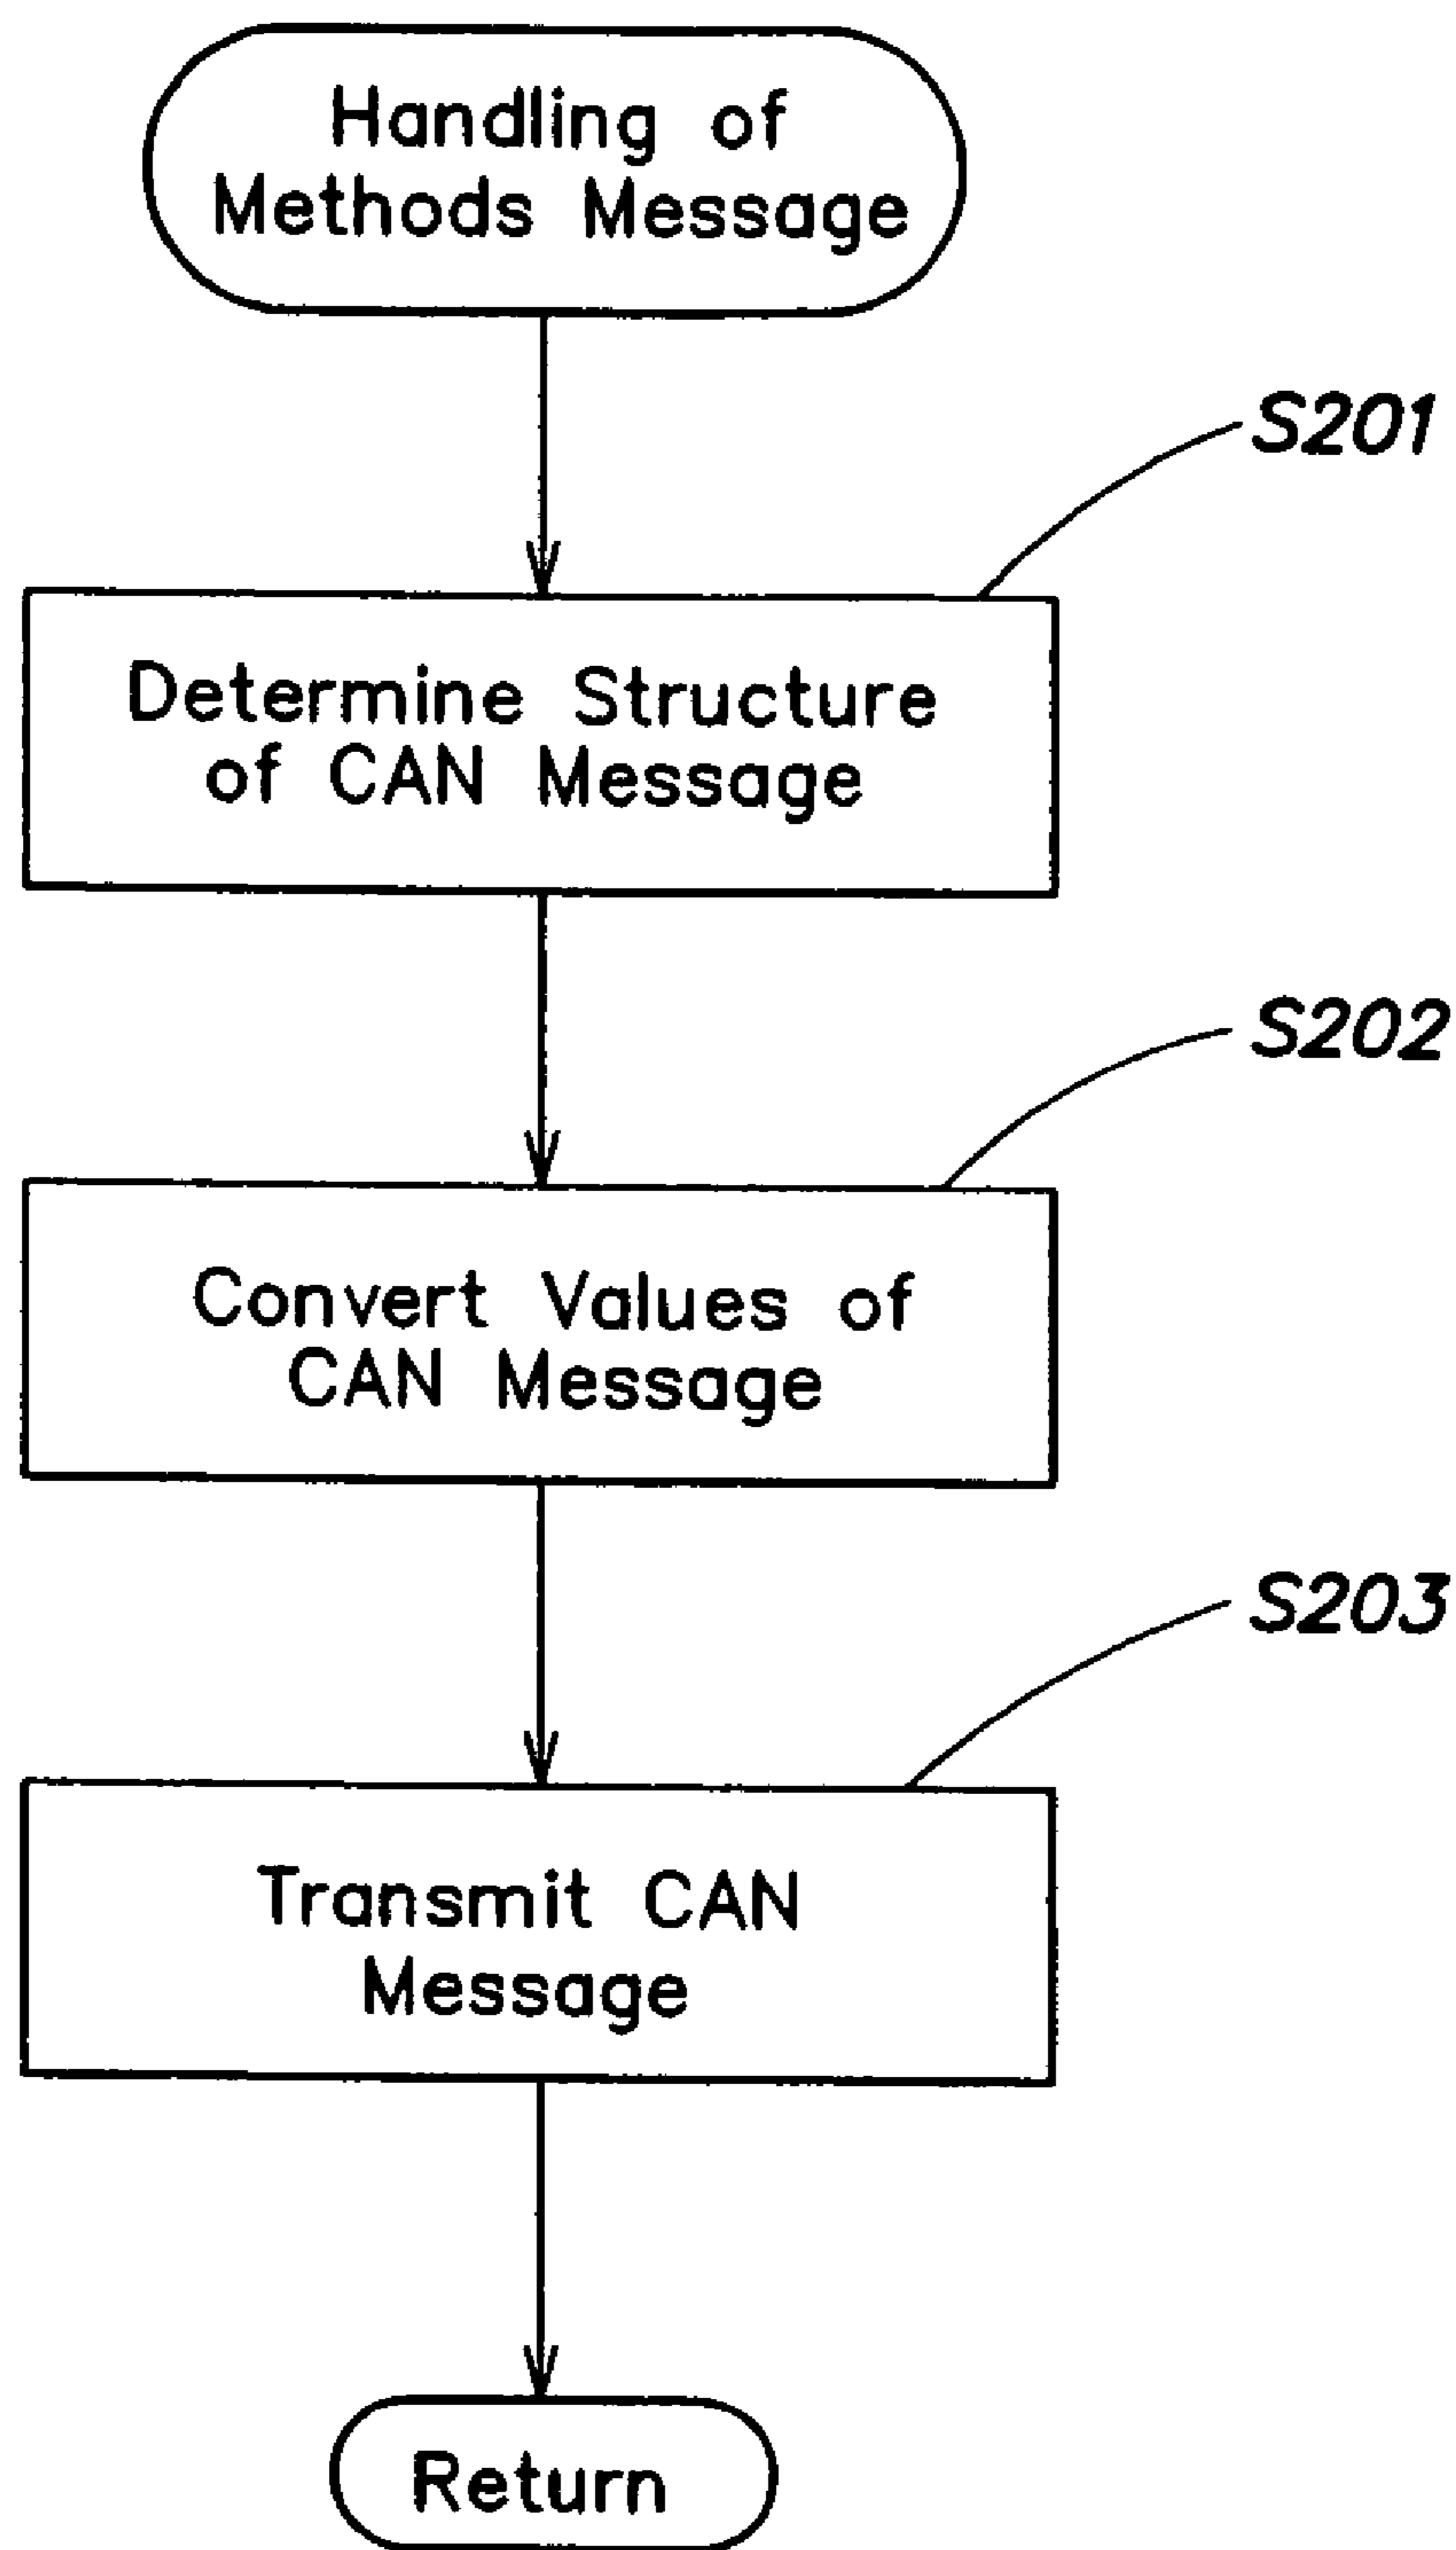 Handling of
Methods Message
S201
Determine Structure
of CAN Message
S202
Convert Values of
CAN Message
S203
Transmit CAN
Message
Return